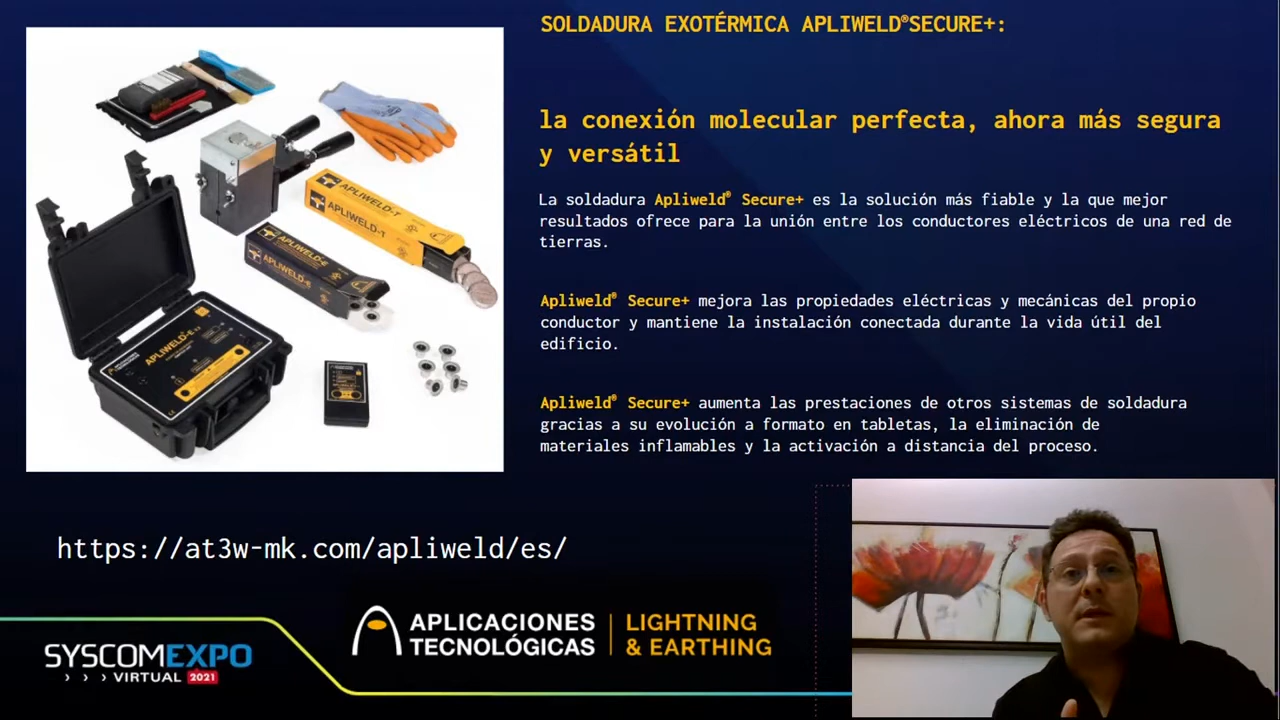 SOLDADURA EXOTÉRMICA APLIWELD®SECURE+:
la conexión molecular perfecta, ahora más segura
y versátil
La soldadura Apliweld® Secure+ es la solución más fiable y la que mejor
resultados ofrece para la unión entre los conductores eléctricos de una red de
tierras.
Apliweld® Secure+ mejora las propiedades eléctricas y mecánicas del propio
conductor y mantiene la instalación conectada durante la vida útil del
edificio.
Apliweld® Secure+ aumenta las prestaciones de otros sistemas de soldadura
gracias a su evolución a formato en tabletas, la eliminación de
materiales inflamables y la activación a distancia del proceso.
APLIWELD-T
APLIWELD-T
APLIWELD-E
APLIWELD-E
APLIWELD-E
https://at3w-mk.com/apliweld/es/
SYSCOMEXPO
› › › VIRTUAL 2021
APLICACIONES
TECNOLÓGICAS
LIGHTNING
& EARTHING